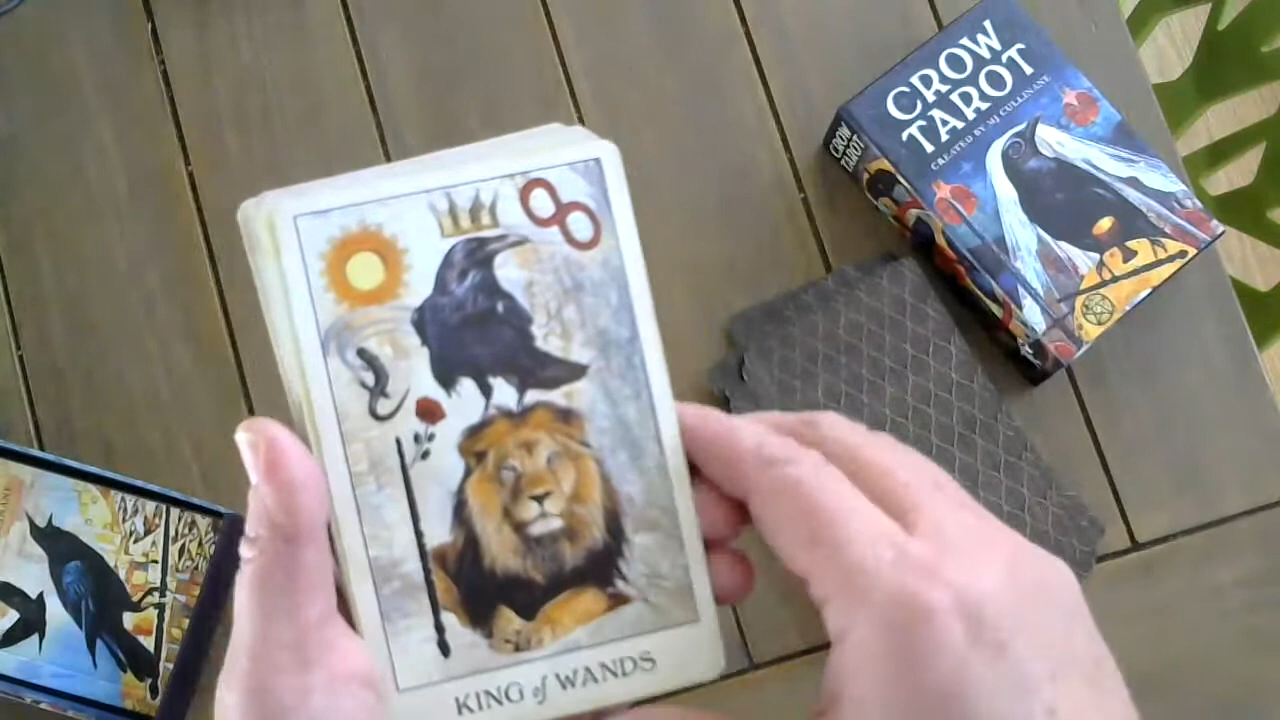 CROW
TAROT
CREATED BY MJ CULLINANE
CROW
TAROT
KING of WANDS